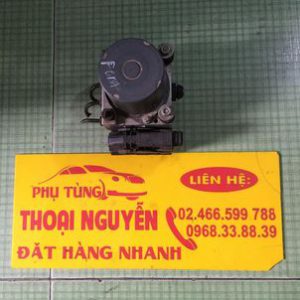 LIÊN HỆ:
PHỤ TÙNG
THOẠI NGUYỄN
02.466.599 788
0968.33.88.39
ĐẶT HÀNG NHANH